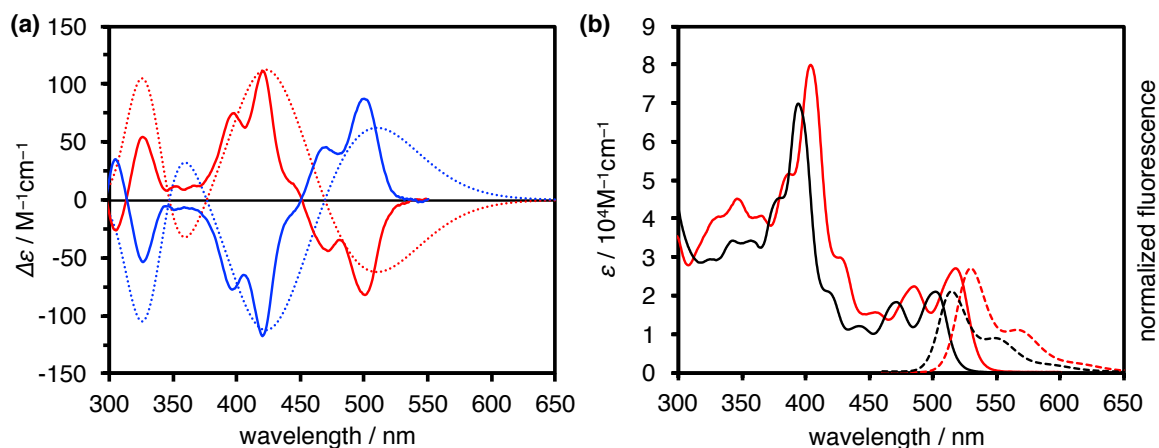 (a)
Δε / M⁻¹cm⁻¹
150
100
50
0
-50
-100
-150
300 350 400 450 500 550 600 650
wavelength / nm
(b)
ε / 10⁴M⁻¹cm⁻¹
9
8
7
6
5
4
3
2
1
0
300 350 400 450 500 550 600 650
wavelength / nm
normalized fluorescence